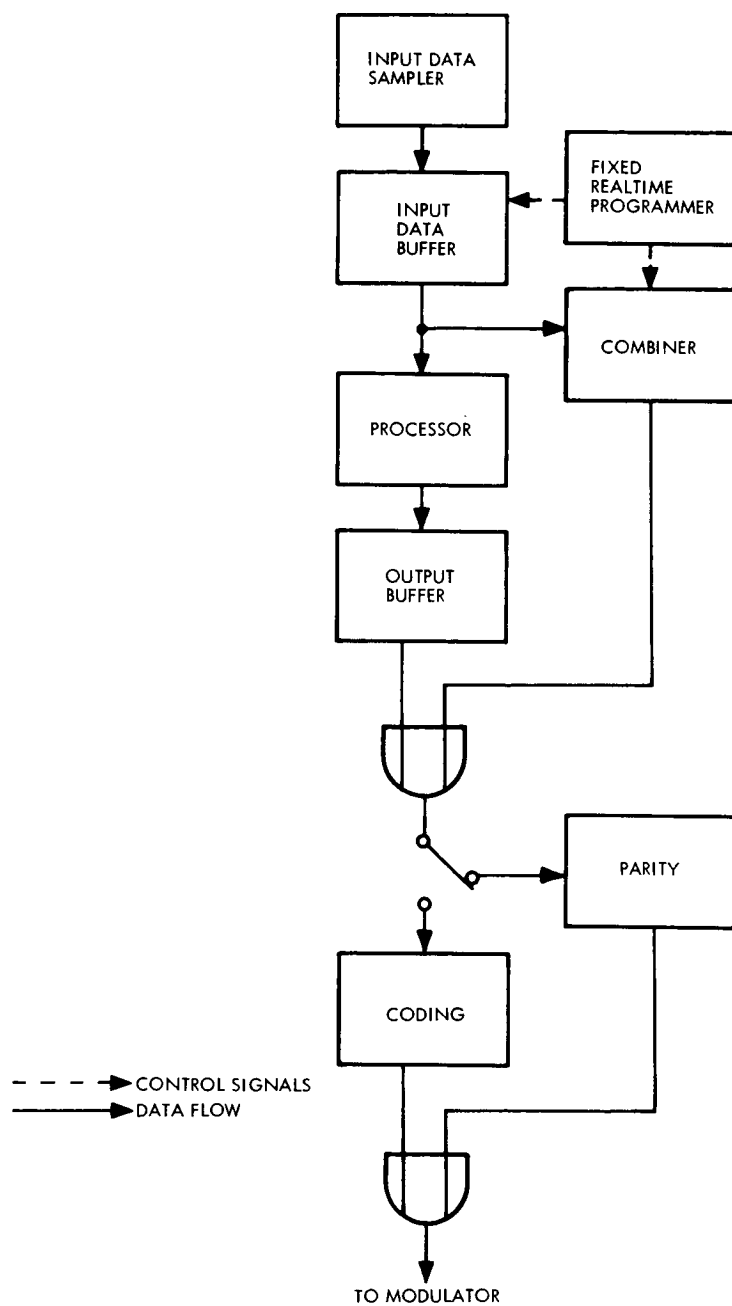 INPUT DATA
SAMPLER
FIXED
REALTIME
PROGRAMMER
INPUT
DATA
BUFFER
COMBINER
PROCESSOR
OUTPUT
BUFFER
PARITY
CODING
CONTROL SIGNALS
DATA FLOW
TO MODULATOR